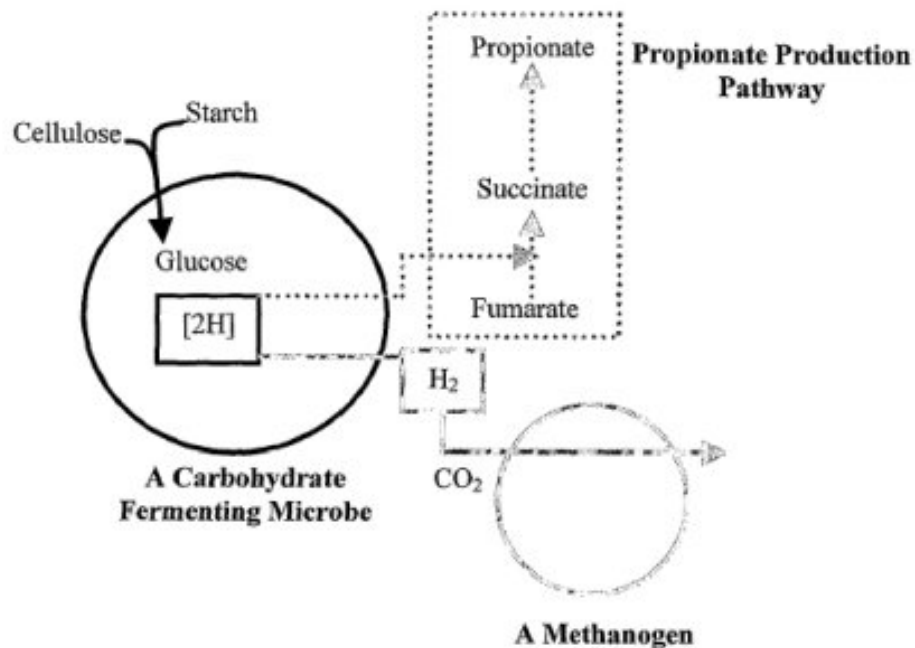 Propionate
Propionate Production
Pathway
Starch
Cellulose
Succinate
Glucose
[2H]
Fumarate
H₂
CO₂
A Carbohydrate
Fermenting Microbe
A Methanogen